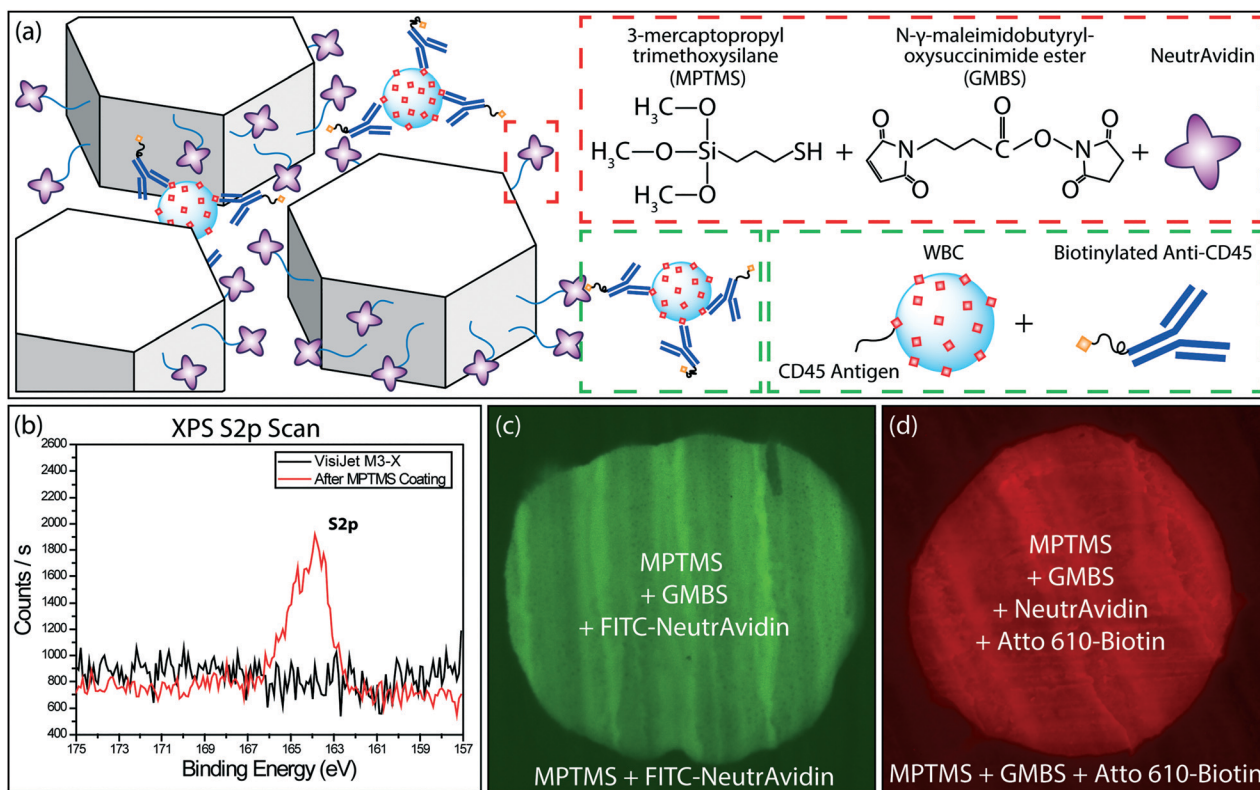 (a)
3-mercaptopropyl
trimethoxysilane
(MPTMS)
N-γ-maleimidobutyryl-
oxysuccinimide ester
(GMBS)
NeutrAvidin
H₃C—O
H₃C—O—Si SH + N C O O N O O O O +
H₃C—O
WBC
Biotinylated Anti-CD45
+
CD45 Antigen
(b)
XPS S2p Scan
VisiJet M3-X
After MPTMS Coating
S2p
Counts / s
2600
2400
2200
2000
1800
1600
1400
1200
1000
800
600
400
175 173 171 169 167 165 163 161 159 157
Binding Energy (eV)
(c)
MPTMS
+ GMBS
+ FITC-NeutrAvidin
MPTMS + FITC-NeutrAvidin
(d)
MPTMS
+ GMBS
+ NeutrAvidin
+ Atto 610-Biotin
MPTMS + GMBS + Atto 610-Biotin